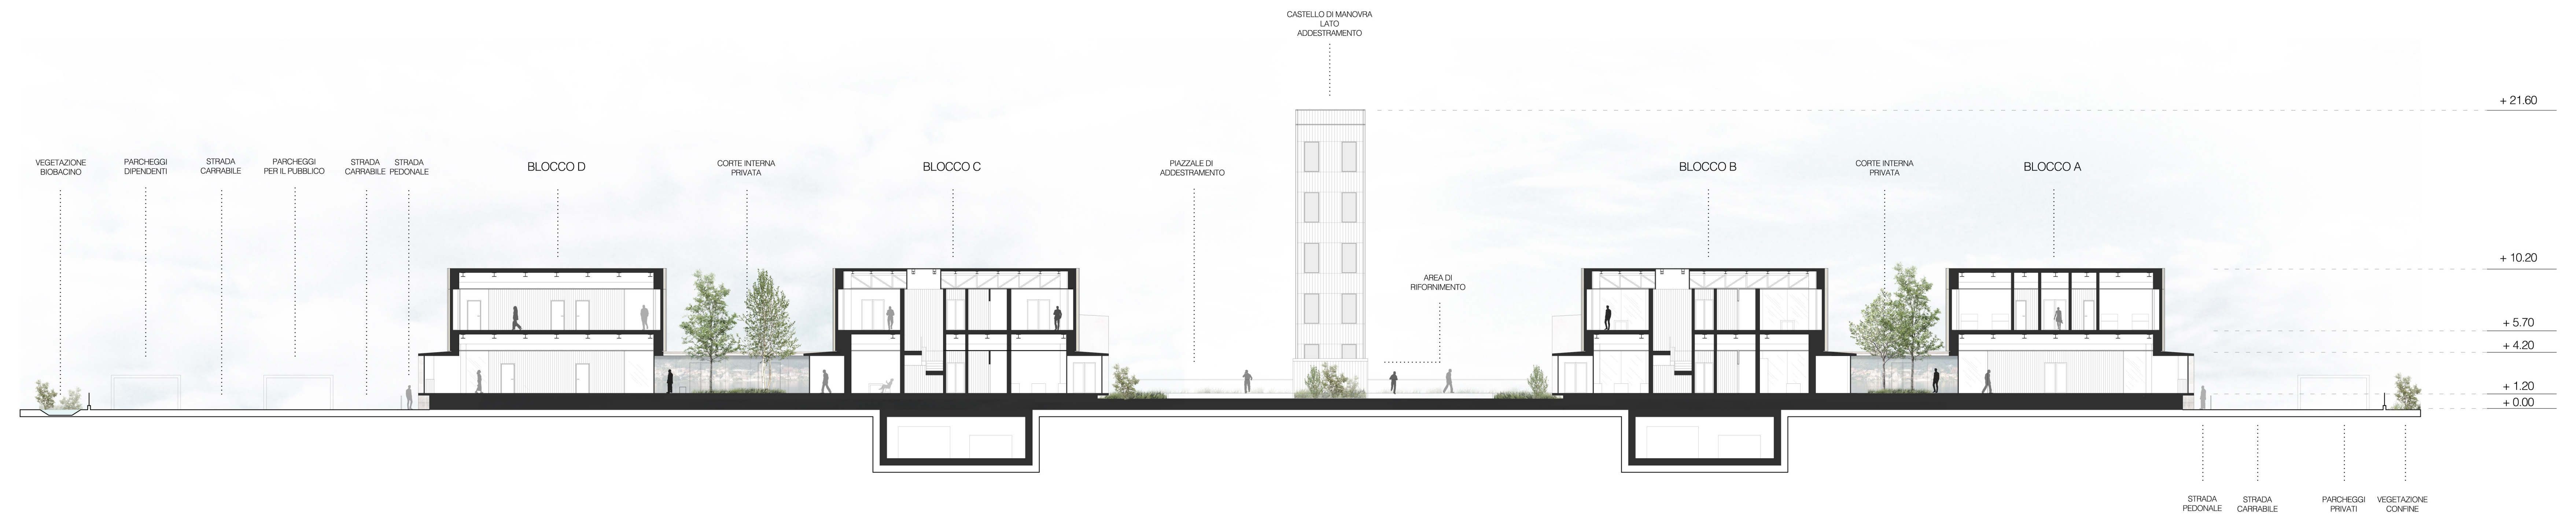 CASTELLO DI MANOVRA
LATO
ADDESTRAMENTO
+ 21.60
VEGETAZIONE
BIOBACINO
PARCHEGGI
DIPENDENTI
STRADA
CARRABILE
PARCHEGGI
PER IL PUBBLICO
STRADA
CARRABILE
STRADA
PEDONALE
BLOCCO D
CORTE INTERNA
PRIVATA
BLOCCO C
PIAZZALE DI
ADDESTRAMENTO
BLOCCO B
CORTE INTERNA
PRIVATA
BLOCCO A
AREA DI
RIFORNIMENTO
+ 10.20
+ 5.70
+ 4.20
+ 1.20
+ 0.00
STRADA
PEDONALE
STRADA
CARRABILE
PARCHEGGI
PRIVATI
VEGETAZIONE
CONFINE